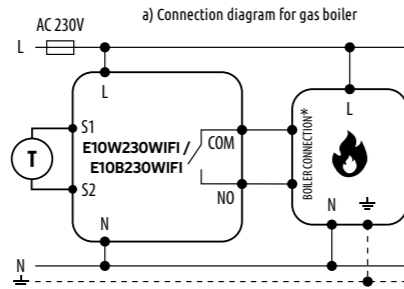 a) Connection diagram for gas boiler
AC 230V
L
L
L
S1
E10W230WIFI /
E10B230WIFI
COM
T
BOILER CONNECTION*
S2
NO
N
N
N